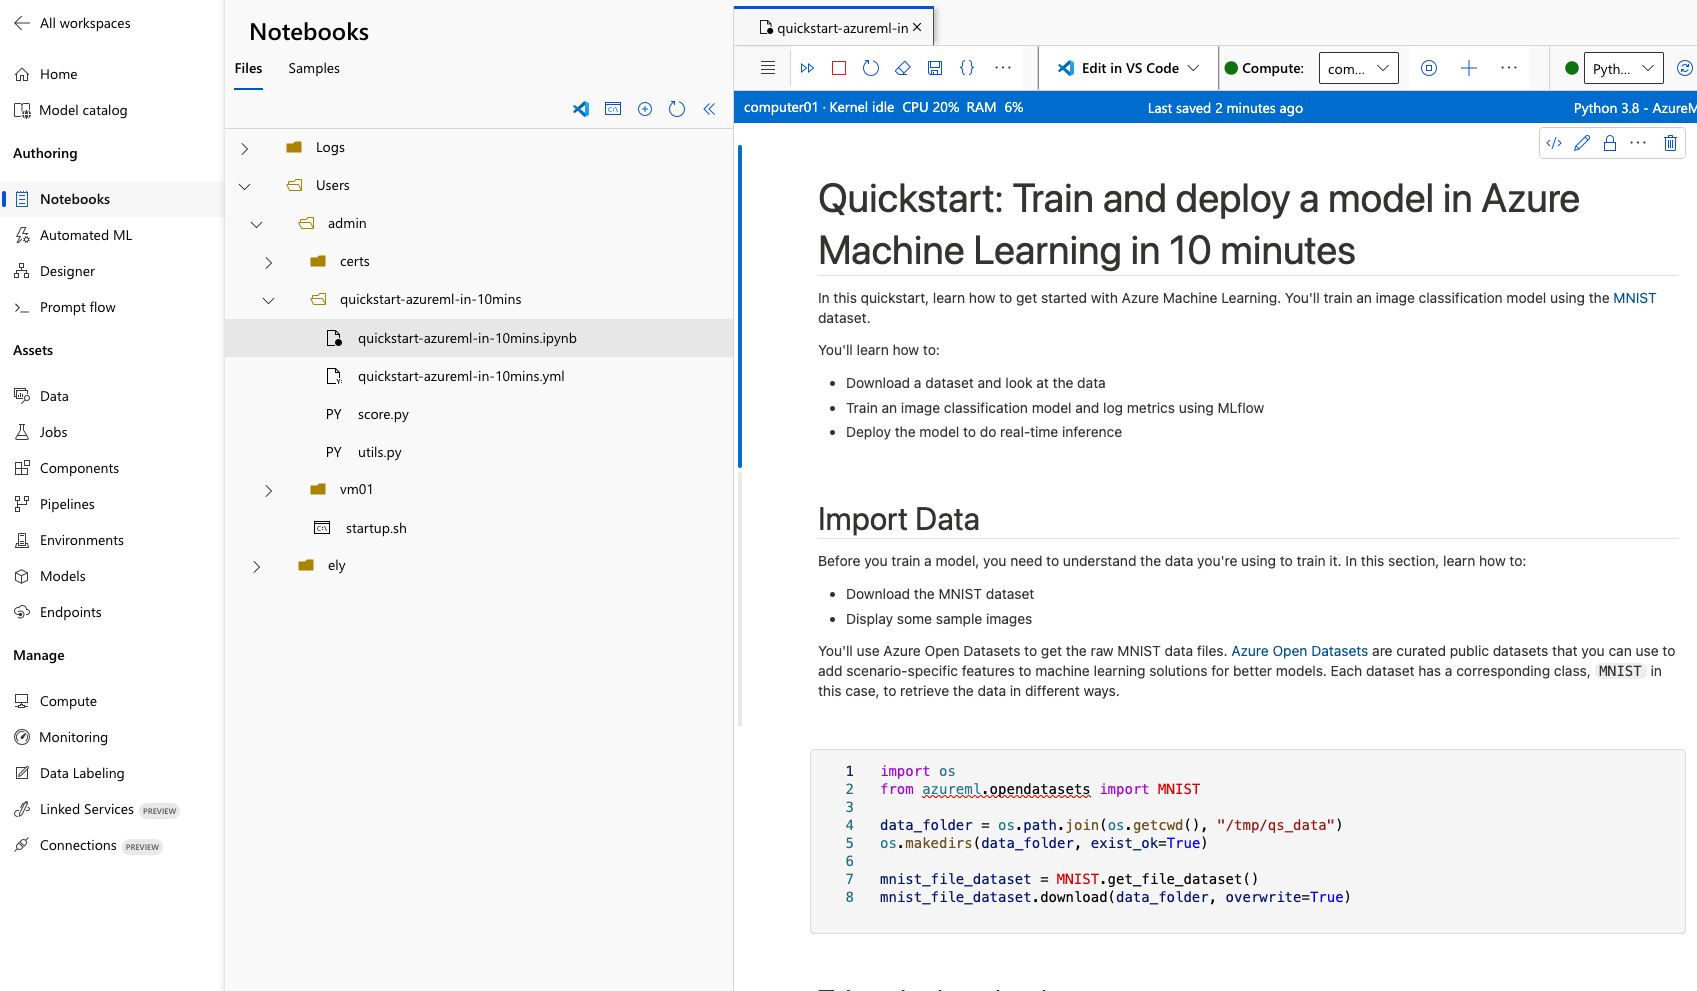 All workspaces
Home
Model catalog
Authoring
Notebooks
Automated ML
Designer
Prompt flow
Assets
Data
Jobs
Components
Pipelines
Environments
Models
Endpoints
Manage
Compute
Monitoring
Data Labeling
Linked Services PREVIEW
Connections PREVIEW
Notebooks
Files Samples
Logs
Users
admin
certs
quickstart-azureml-in-10mins
quickstart-azureml-in-10mins.ipynb
quickstart-azureml-in-10mins.yml
PY score.py
PY utils.py
vm01
startup.sh
ely
quickstart-azureml-in
Edit in VS Code Compute: com... Pyth...
computer01 · Kernel idle CPU 20% RAM 6% Last saved 2 minutes ago Python 3.8 - AzureM
Quickstart: Train and deploy a model in Azure
Machine Learning in 10 minutes
In this quickstart, learn how to get started with Azure Machine Learning. You'll train an image classification model using the MNIST
dataset.
You'll learn how to:
• Download a dataset and look at the data
• Train an image classification model and log metrics using MLflow
• Deploy the model to do real-time inference
Import Data
Before you train a model, you need to understand the data you're using to train it. In this section, learn how to:
• Download the MNIST dataset
• Display some sample images
You'll use Azure Open Datasets to get the raw MNIST data files. Azure Open Datasets are curated public datasets that you can use to
add scenario-specific features to machine learning solutions for better models. Each dataset has a corresponding class, MNIST in
this case, to retrieve the data in different ways.
1 import os
2 from azureml.opendatasets import MNIST
3
4 data_folder = os.path.join(os.getcwd(), "/tmp/qs_data")
5 os.makedirs(data_folder, exist_ok=True)
6
7 mnist_file_dataset = MNIST.get_file_dataset()
8 mnist_file_dataset.download(data_folder, overwrite=True)